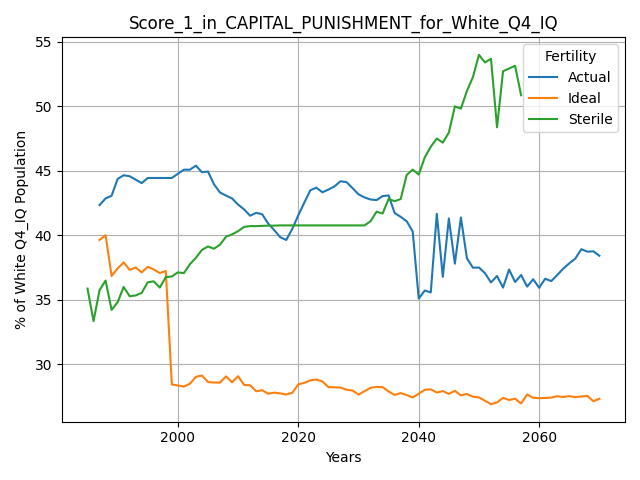 Score_1_in_CAPITAL_PUNISHMENT_for_White_Q4_IQ
% of White Q4_IQ Population
55
50
45
40
35
30
2000
2020
2040
2060
Years
Fertility
Actual
Ideal
Sterile